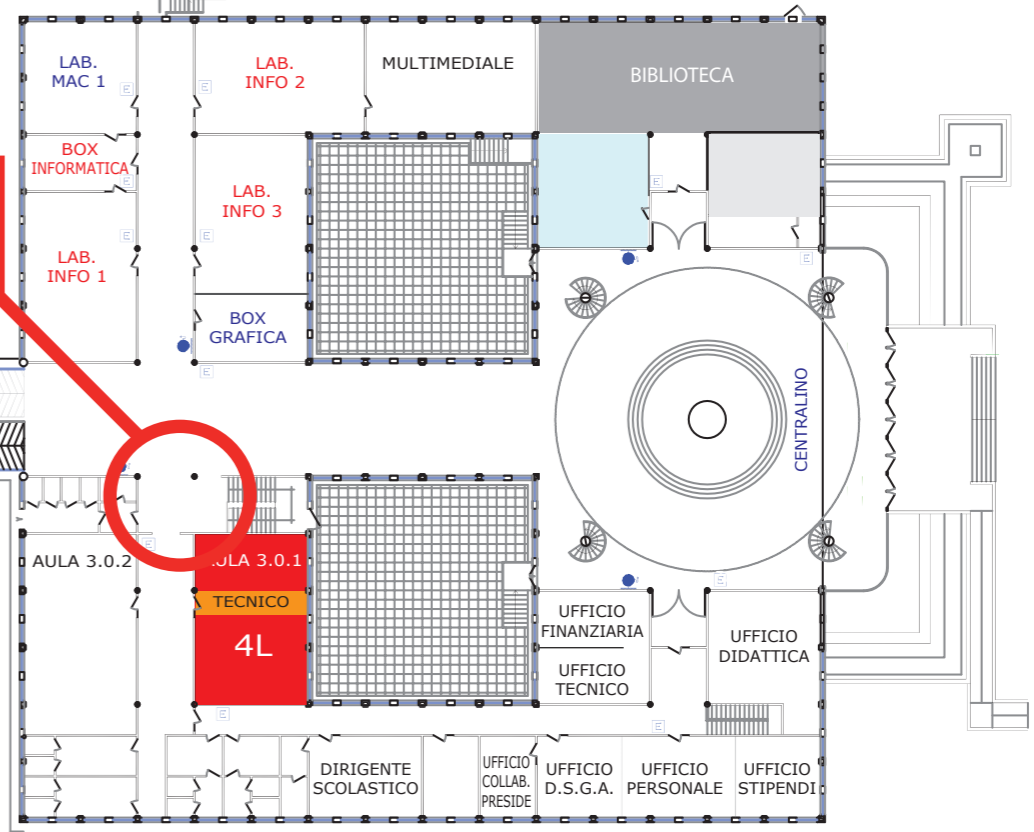 LAB.
MAC 1
LAB.
INFO 2
MULTIMEDIALE
BIBLIOTECA
BOX
INFORMATICA
LAB.
INFO 3
LAB.
INFO 1
BOX
GRAFICA
CENTRALINO
AULA 3.0.2
AULA 3.0.1
TECNICO
4L
UFFICIO
FINANZIARIA
UFFICIO
TECNICO
UFFICIO
DIDATTICA
DIRIGENTE
SCOLASTICO
UFFICIO
COLLAB.
PRESIDE
UFFICIO
D.S.G.A.
UFFICIO
PERSONALE
UFFICIO
STIPENDI
E
E
E
E
E
E
E
E
E
E
E